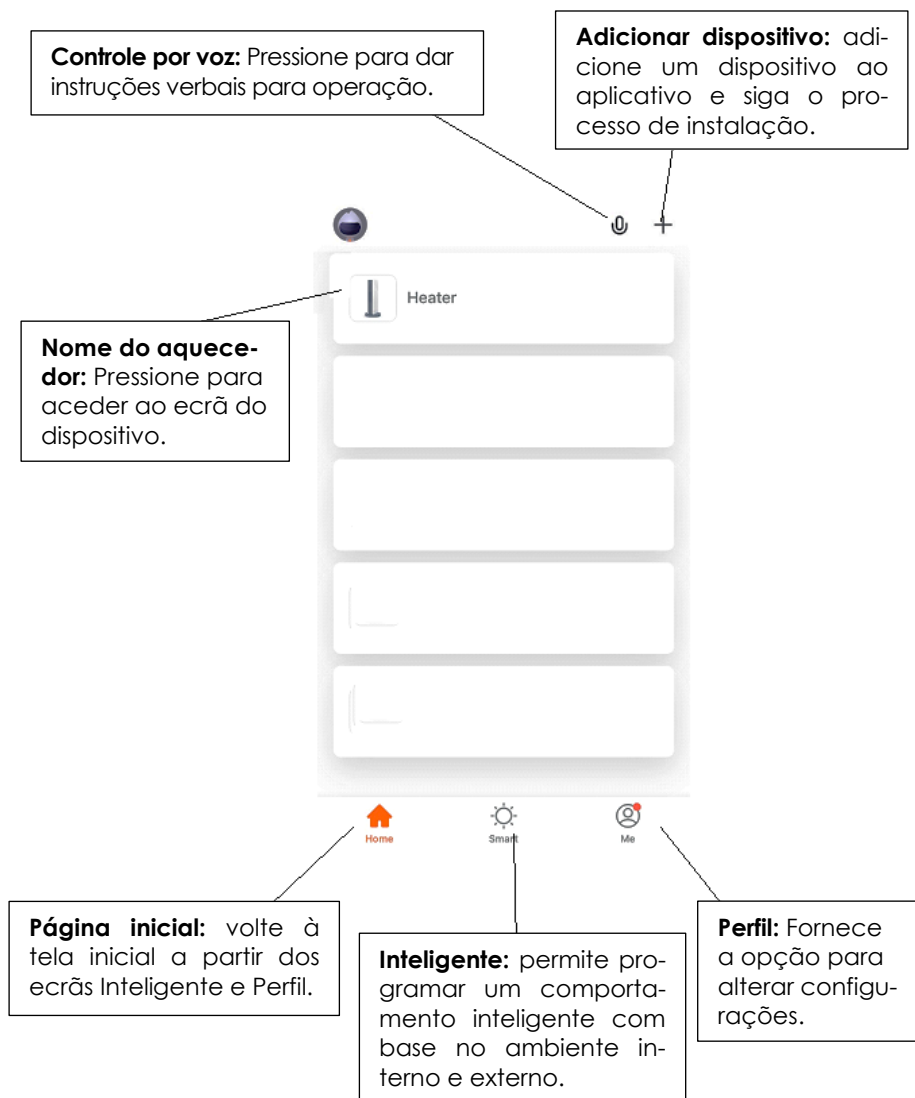 Controle por voz: Pressione para dar
instruções verbais para operação.
Adicionar dispositivo: adi-
cione um dispositivo ao
aplicativo e siga o pro-
cesso de instalação.
Heater
Nome do aquece-
dor: Pressione para
aceder ao ecrã do
dispositivo.
Home
Smart
Me
Página inicial: volte à
tela inicial a partir dos
ecrãs Inteligente e Perfil.
Inteligente: permite pro-
gramar um comporta-
mento inteligente com
base no ambiente in-
terno e externo.
Perfil: Fornece
a opção para
alterar configu-
rações.